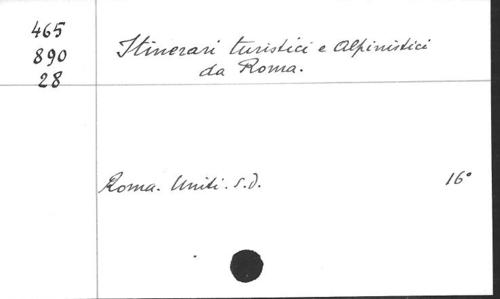 465
890
28
Itinerari turistici e Alpinistici
da Roma.
Roma. Uniti. s.d. 16°